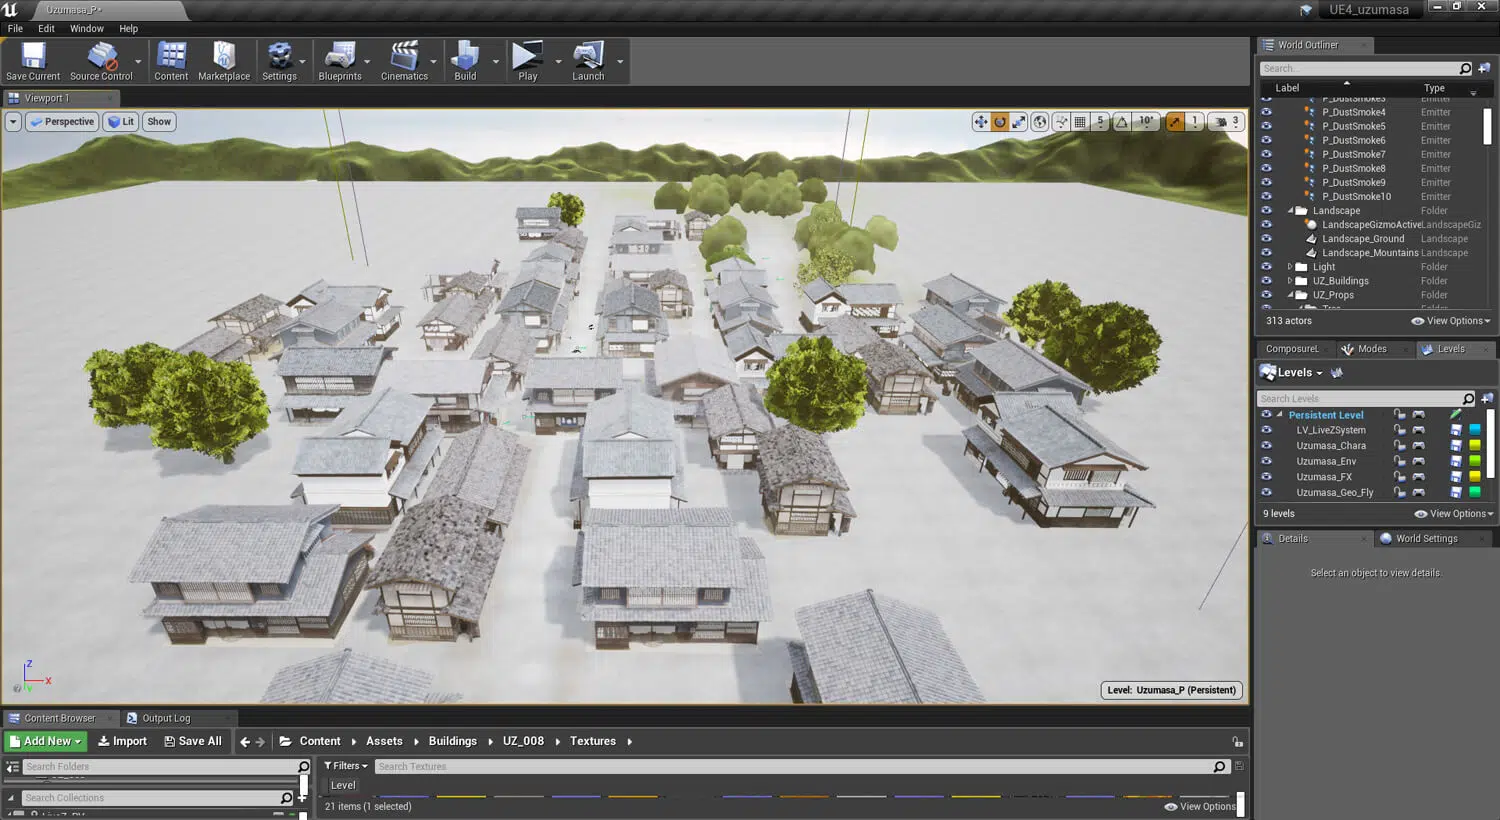 Uzumasa_P*
UE4_uzumasa
File Edit Window Help
Save Current Source Control Content Marketplace Settings Blueprints Cinematics Build Play Launch
Viewport 1
Perspective Lit Show
5 10° 1 3
Level: Uzumasa_P (Persistent)
Z
X
Y
World Outliner
Search...
Label Type
P_DustSmoke3 Emitter
P_DustSmoke4 Emitter
P_DustSmoke5 Emitter
P_DustSmoke6 Emitter
P_DustSmoke7 Emitter
P_DustSmoke8 Emitter
P_DustSmoke9 Emitter
P_DustSmoke10 Emitter
Landscape Folder
LandscapeGizmoActive LandscapeGiz
Landscape_Ground Landscape
Landscape_Mountains Landscape
Light Folder
UZ_Buildings Folder
UZ_Props Folder
313 actors View Options
ComposureL Modes Levels
Levels
Search Levels
Persistent Level
LV_LiveZSystem
Uzumasa_Chara
Uzumasa_Env
Uzumasa_FX
Uzumasa_Geo_Fly
9 levels View Options
Details World Settings
Select an object to view details.
Content Browser Output Log
Add New Import Save All Content Assets Buildings UZ_008 Textures
Search Folders
Filters Search Textures
Level
Search Collections
21 items (1 selected) View Options